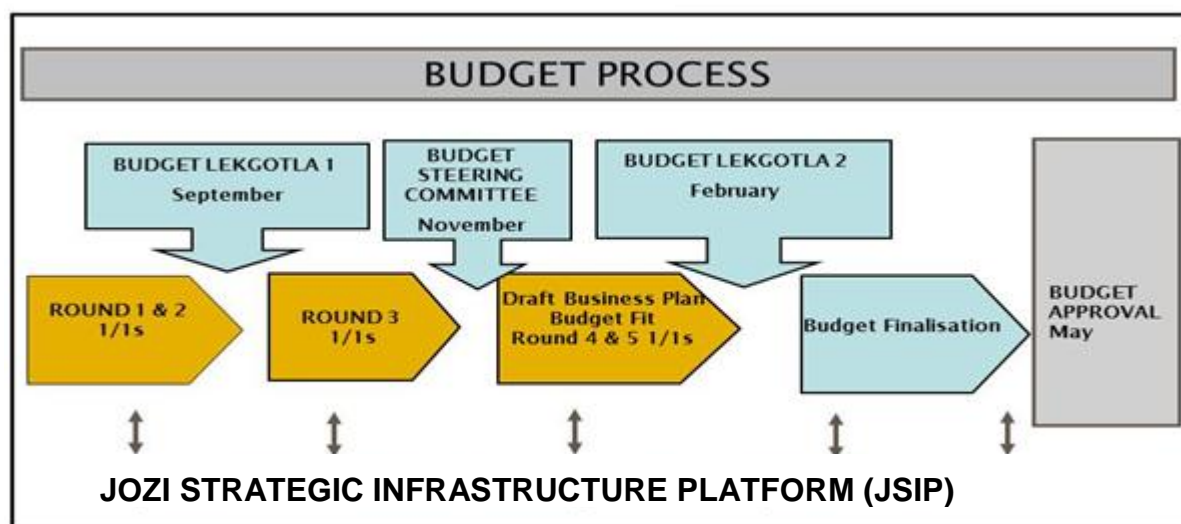 BUDGET PROCESS
BUDGET LEKGOTLA 1
September
BUDGET
STEERING
COMMITTEE
November
BUDGET LEKGOTLA 2
February
ROUND 1 & 2
1/1s
ROUND 3
1/1s
Draft Business Plan
Budget Fit
Round 4 & 5 1/1s
Budget Finalisation
BUDGET
APPROVAL
May
JOZI STRATEGIC INFRASTRUCTURE PLATFORM (JSIP)